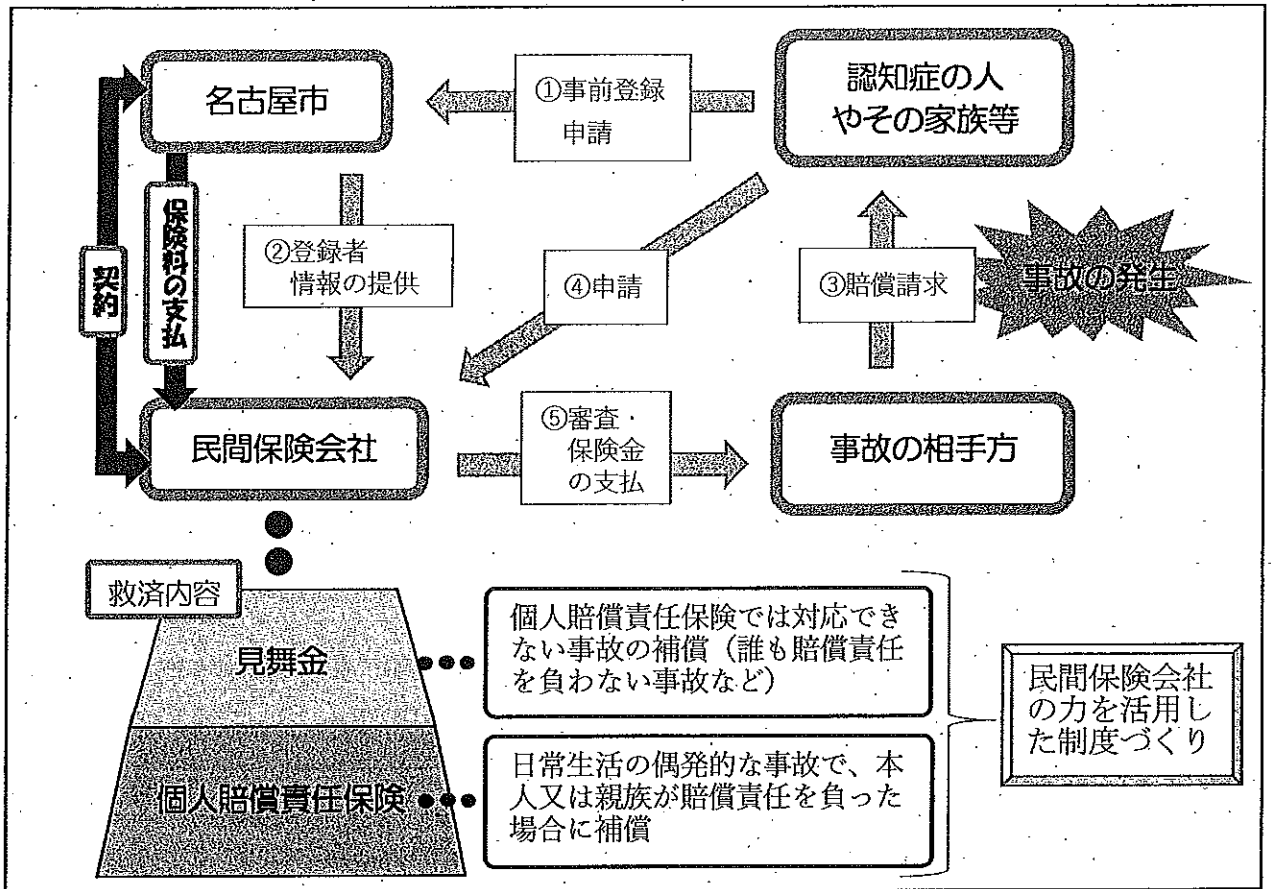 名古屋市
①事前登録
申請
認知症の人
やその家族等
契約
保険料の支払
②登録者
情報の提供
④申請
③賠償請求
事故の発生
民間保険会社
⑤審査・
保険金
の支払
事故の相手方
救済内容
見舞金
個人賠償責任保険では対応でき
ない事故の補償（誰も賠償責任
を負わない事故など）
個人賠償責任保険
日常生活の偶発的な事故で、本
人又は親族が賠償責任を負った
場合に補償
民間保険会社
の力を活用し
た制度づくり